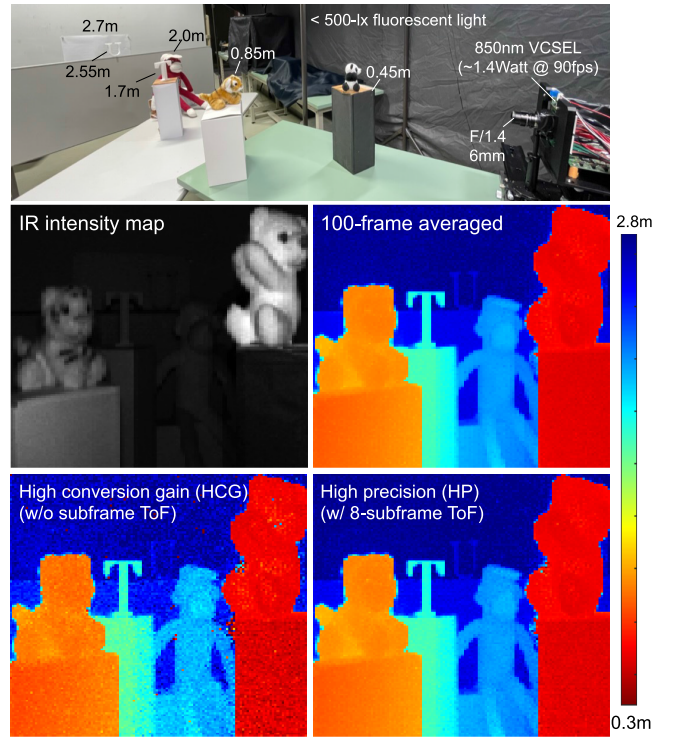 < 500-lx fluorescent light
2.7m
2.0m
2.55m
1.7m
0.85m
0.45m
850nm VCSEL
(~1.4Watt @ 90fps)
F/1.4
6mm
IR intensity map
100-frame averaged
2.8m
High conversion gain (HCG)
(w/o subframe ToF)
High precision (HP)
(w/ 8-subframe ToF)
0.3m